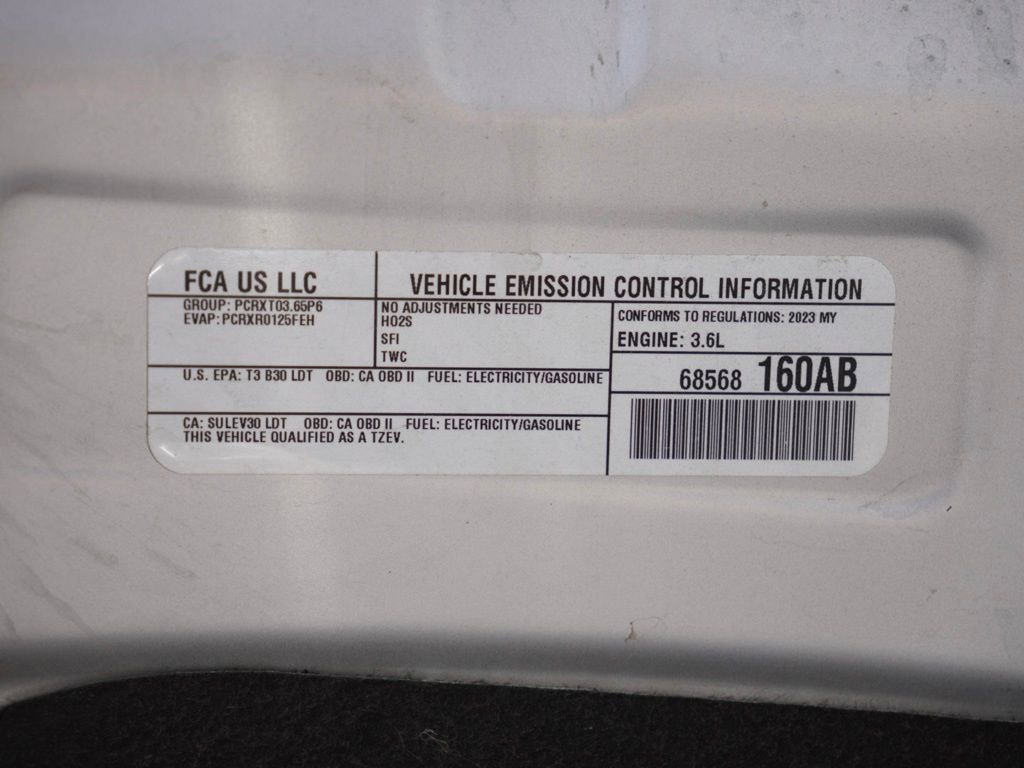 FCA US LLC
VEHICLE EMISSION CONTROL INFORMATION
GROUP: PCRXT03.65P6
EVAP: PCRXR0125FEH
NO ADJUSTMENTS NEEDED
HO2S
SFI
TWC
CONFORMS TO REGULATIONS: 2023 MY
ENGINE: 3.6L
68568 160AB
U.S. EPA: T3 B30 LDT OBD: CA OBD II FUEL: ELECTRICITY/GASOLINE
CA: SULEV30 LDT OBD: CA OBD II FUEL: ELECTRICITY/GASOLINE
THIS VEHICLE QUALIFIED AS A TZEV.